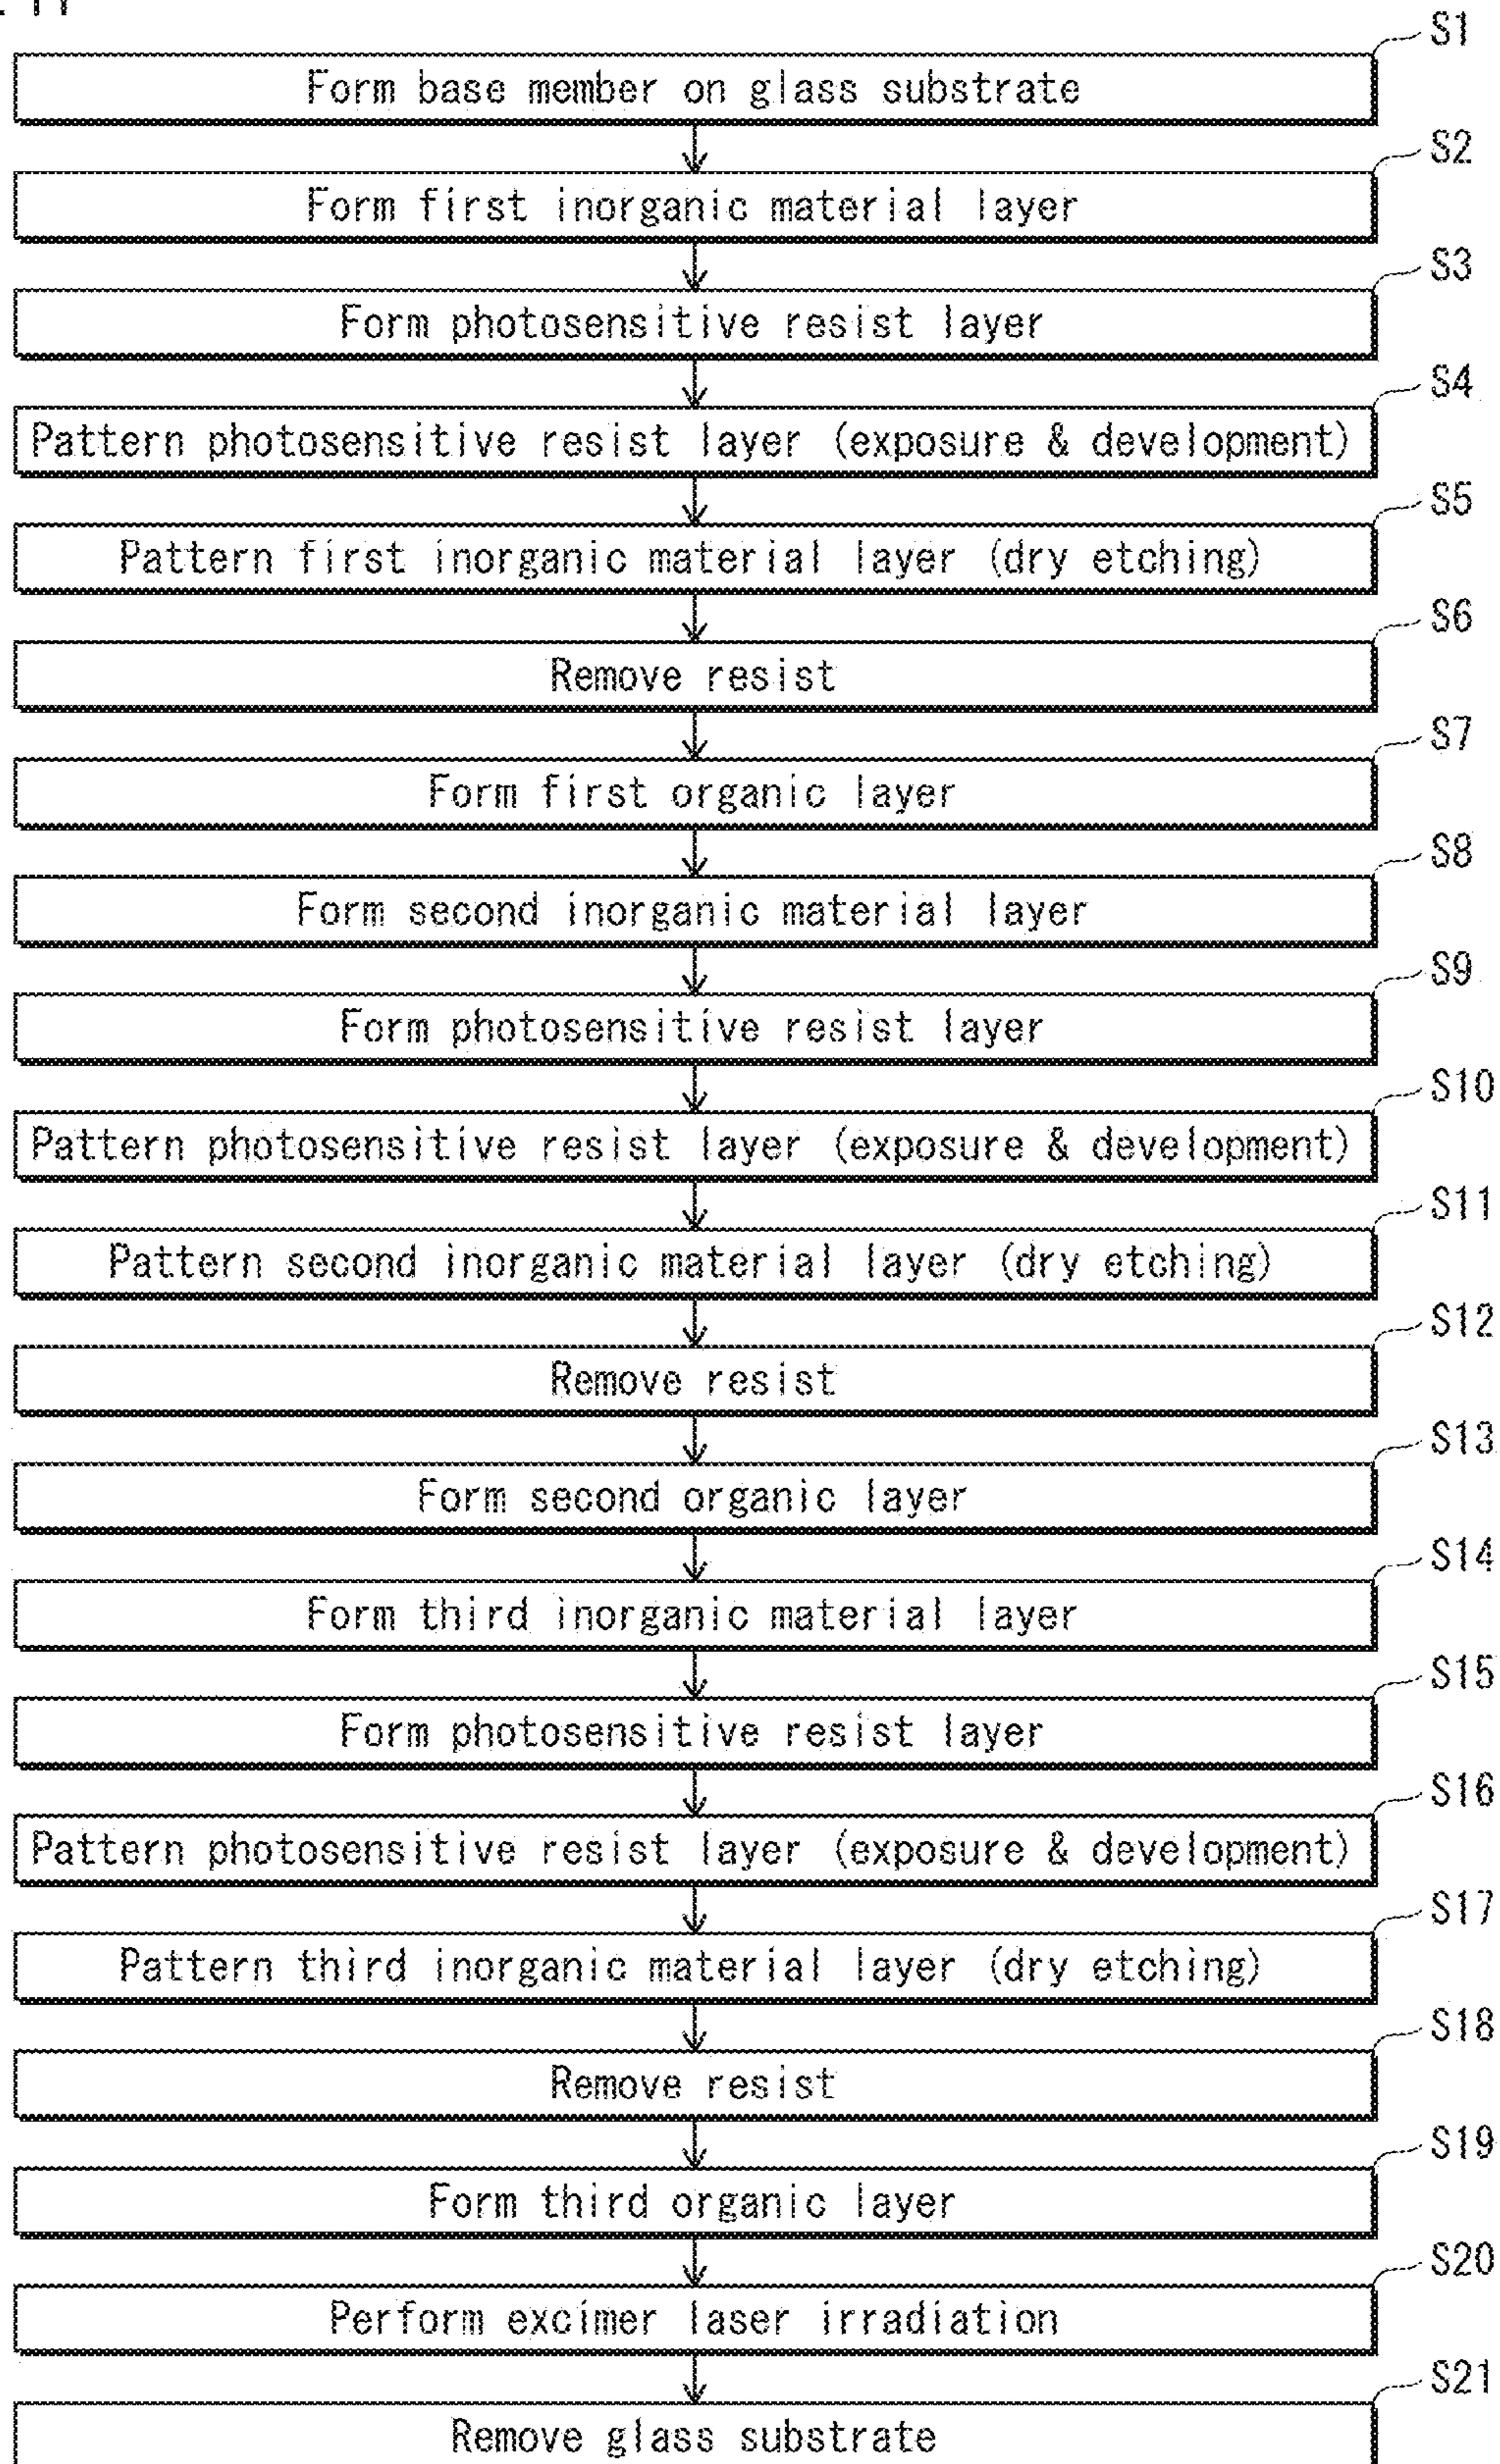 S1
Form base member on glass substrate
S2
Form first inorganic material layer
S3
Form photosensitive resist layer
S4
Pattern photosensitive resist layer (exposure & development)
S5
Pattern first inorganic material layer (dry etching)
S6
Remove resist
S7
Form first organic layer
S8
Form second inorganic material layer
S9
Form photosensitive resist layer
S10
Pattern photosensitive resist layer (exposure & development)
S11
Pattern second inorganic material layer (dry etching)
S12
Remove resist
S13
Form second organic layer
S14
Form third inorganic material layer
S15
Form photosensitive resist layer
S16
Pattern photosensitive resist layer (exposure & development)
S17
Pattern third inorganic material layer (dry etching)
S18
Remove resist
S19
Form third organic layer
S20
Perform excimer laser irradiation
S21
Remove glass substrate